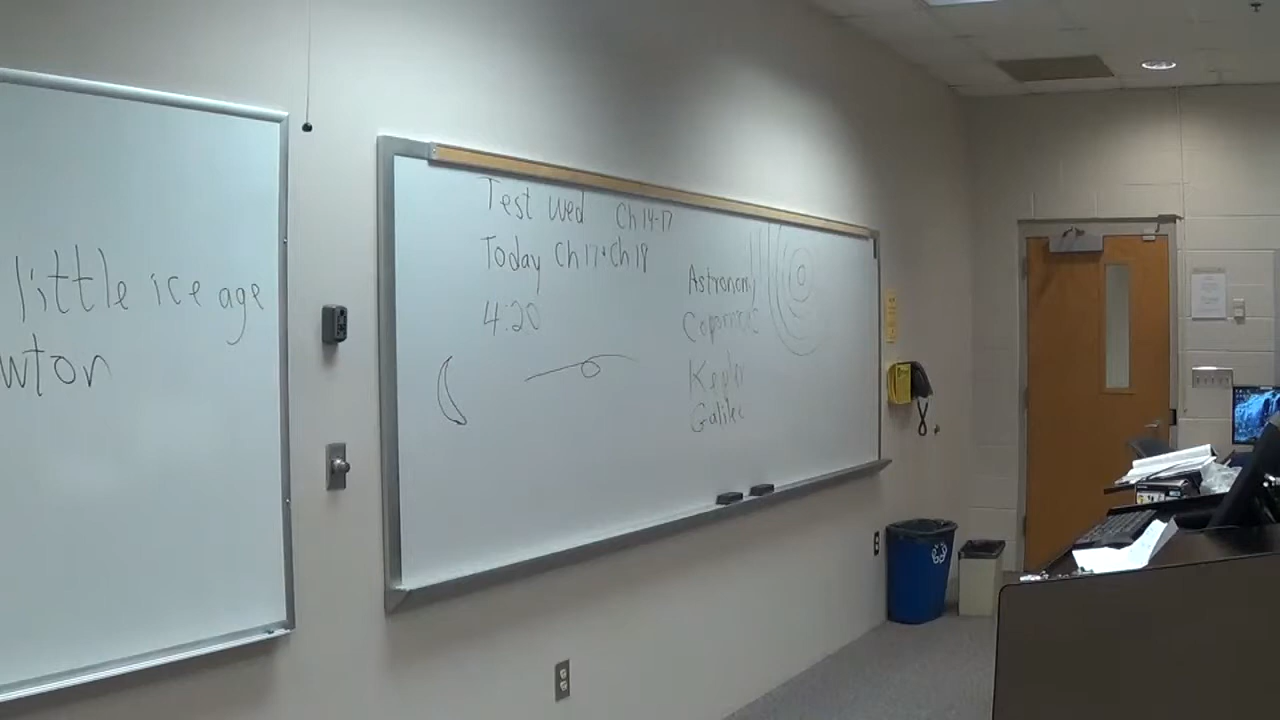 little ice age
wton
Test Wed Ch 14-17
Today Ch 17+Ch 18
4:20
Astronomy
Kepler
Galileo